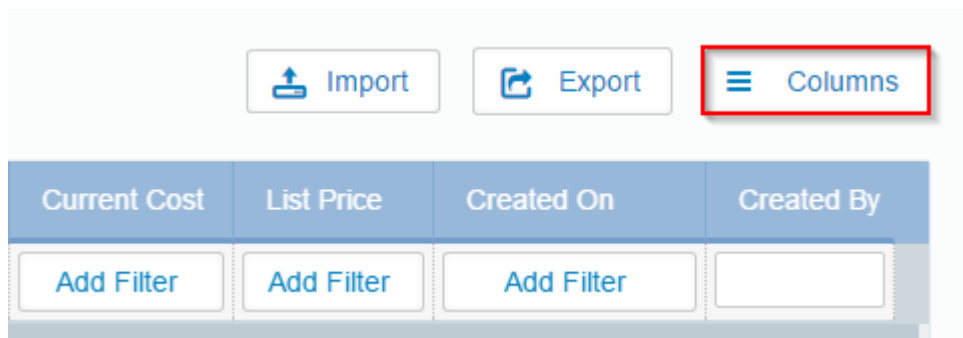 Import Export Columns
Current Cost List Price Created On Created By
Add Filter Add Filter Add Filter